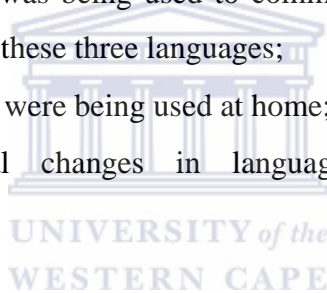 was being used to comm
these three languages;
were being used at home;
l changes in languag
UNIVERSITY of the
WESTERN CAPE